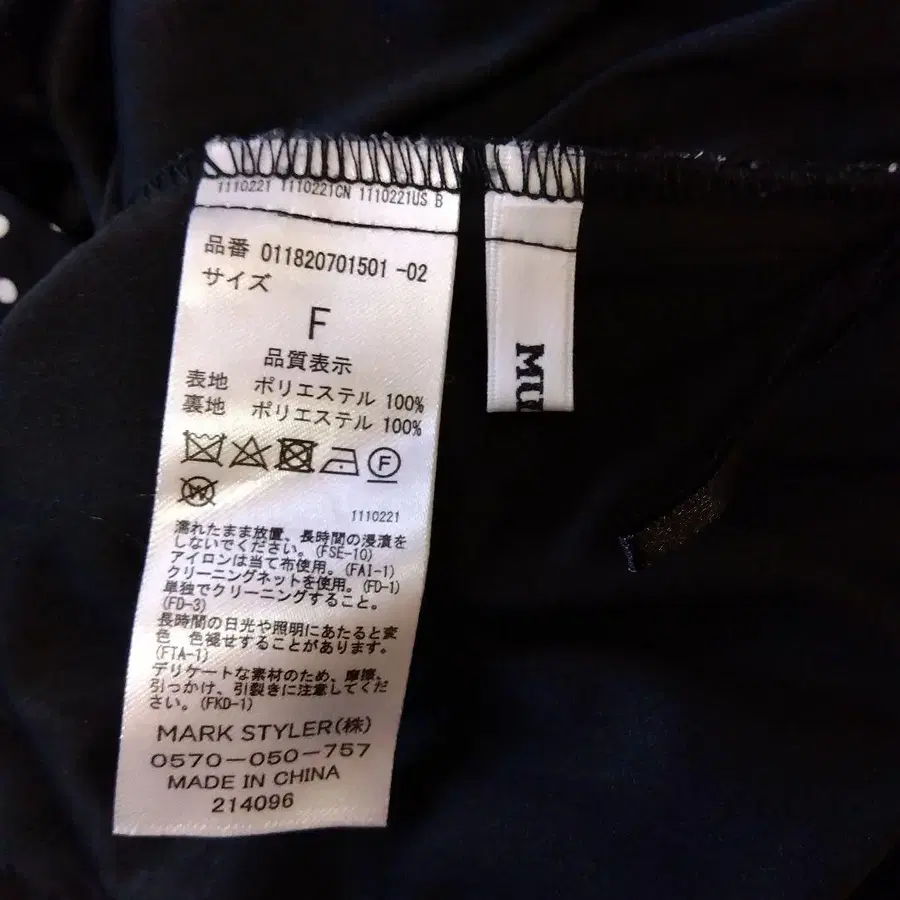 1110221 1110221CN 1110221US B
品番 011820701501 -02
サイズ
F
品質表示
表地 ポリエステル 100%
裏地 ポリエステル 100%
F
W
1110221
濡れたまま放置、長時間の浸漬を
しないでください。(FSE-10)
アイロンは当て布使用。(FAI-1)
クリーニングネットを使用。(FD-1)
単独でクリーニングすること。
(FD-3)
長時間の日光や照明にあたると変
色 色褪せすることがあります。
(FTA-1)
デリケートな素材のため、摩擦、
引っかけ、引裂きに注意してくだ
さい。(FKD-1)
MARK STYLER(株)
0570-050-757
MADE IN CHINA
214096